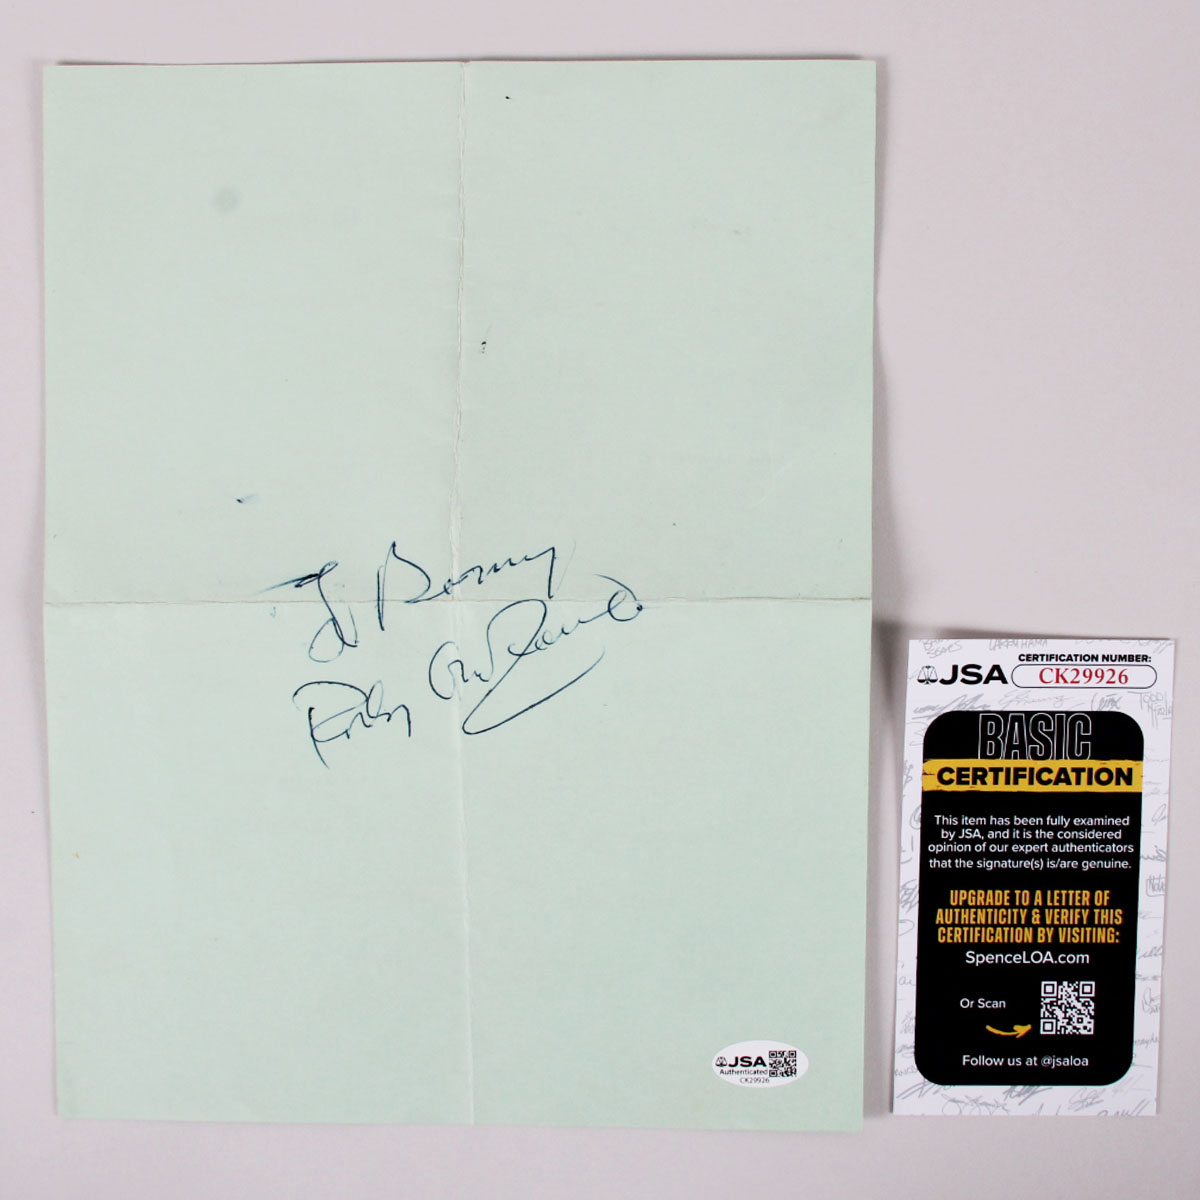 To Benny
JSA
CERTIFICATION NUMBER:
CK29926
BASIC
CERTIFICATION
This item has been fully examined
by JSA, and it is the considered
opinion of our expert authenticators
that the signature(s) is/are genuine.
UPGRADE TO A LETTER OF
AUTHENTICITY & VERIFY THIS
CERTIFICATION BY VISITING:
SpenceLOA.com
Or Scan
Follow us at @jsaloa
JSA
Authenticated
CK29926